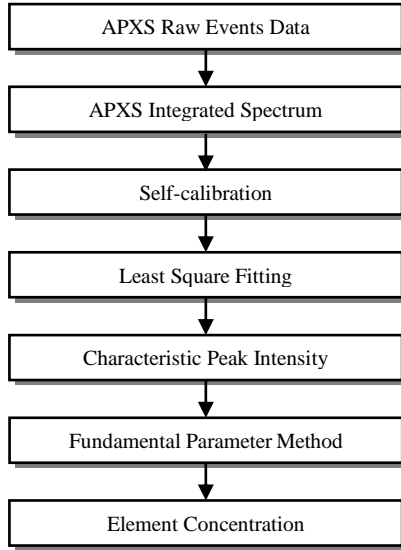 APXS Raw Events Data
APXS Integrated Spectrum
Self-calibration
Least Square Fitting
Characteristic Peak Intensity
Fundamental Parameter Method
Element Concentration